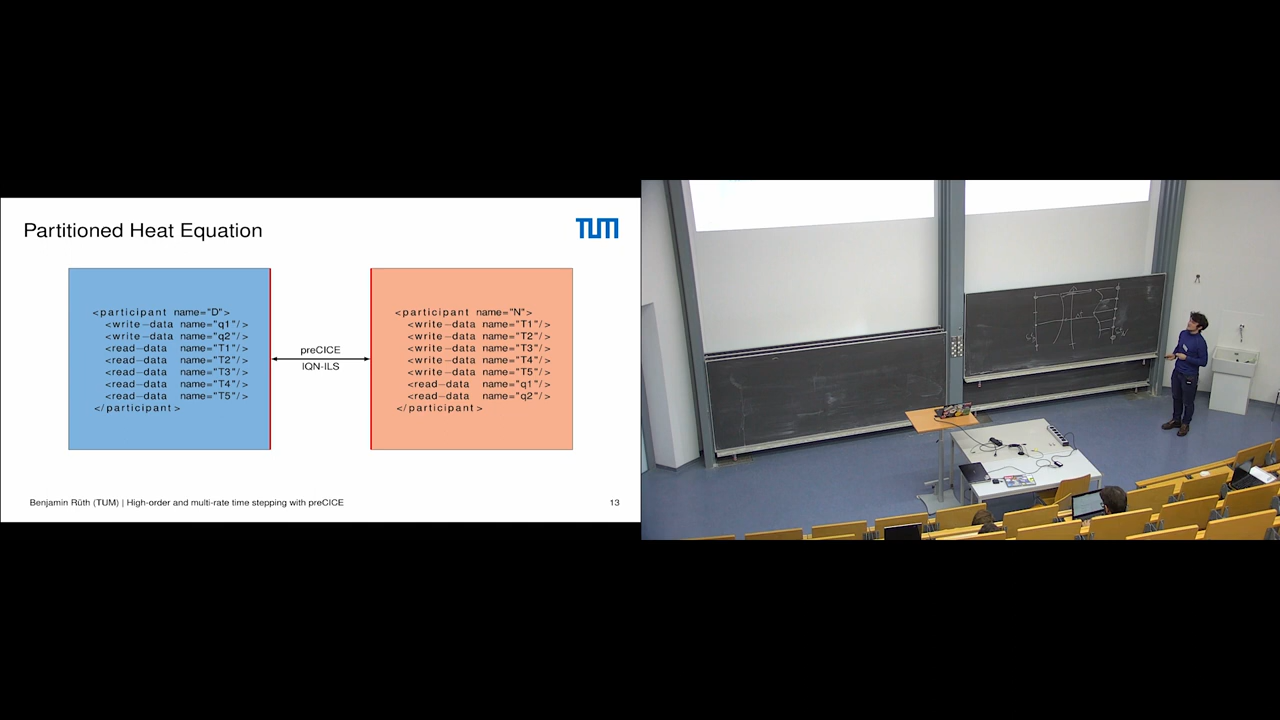 Partitioned Heat Equation
TUM
<participant name="D">
<write-data name="q1"/>
<write-data name="q2"/>
<read-data name="T1"/>
<read-data name="T2"/>
<read-data name="T3"/>
<read-data name="T4"/>
<read-data name="T5"/>
</participant>
preCICE
IQN-ILS
<participant name="N">
<write-data name="T1"/>
<write-data name="T2"/>
<write-data name="T3"/>
<write-data name="T4"/>
<write-data name="T5"/>
<read-data name="q1"/>
<read-data name="q2"/>
</participant>
Benjamin Rüth (TUM) | High-order and multi-rate time stepping with preCICE
13